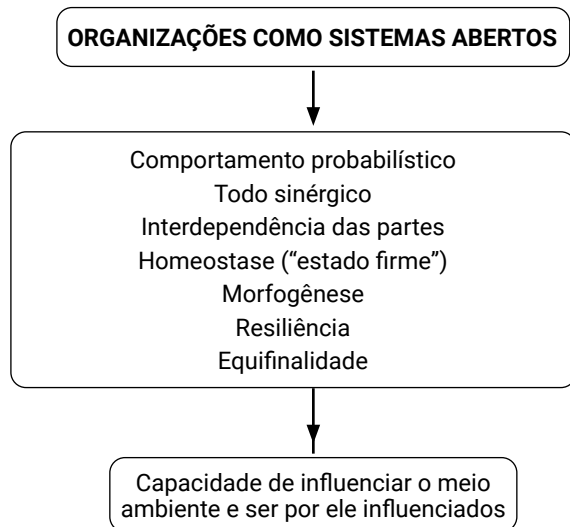 ORGANIZAÇÕES COMO SISTEMAS ABERTOS
Comportamento probabilístico
Todo sinérgico
Interdependência das partes
Homeostase (“estado firme”)
Morfogênese
Resiliência
Equifinalidade
Capacidade de influenciar o meio
ambiente e ser por ele influenciados